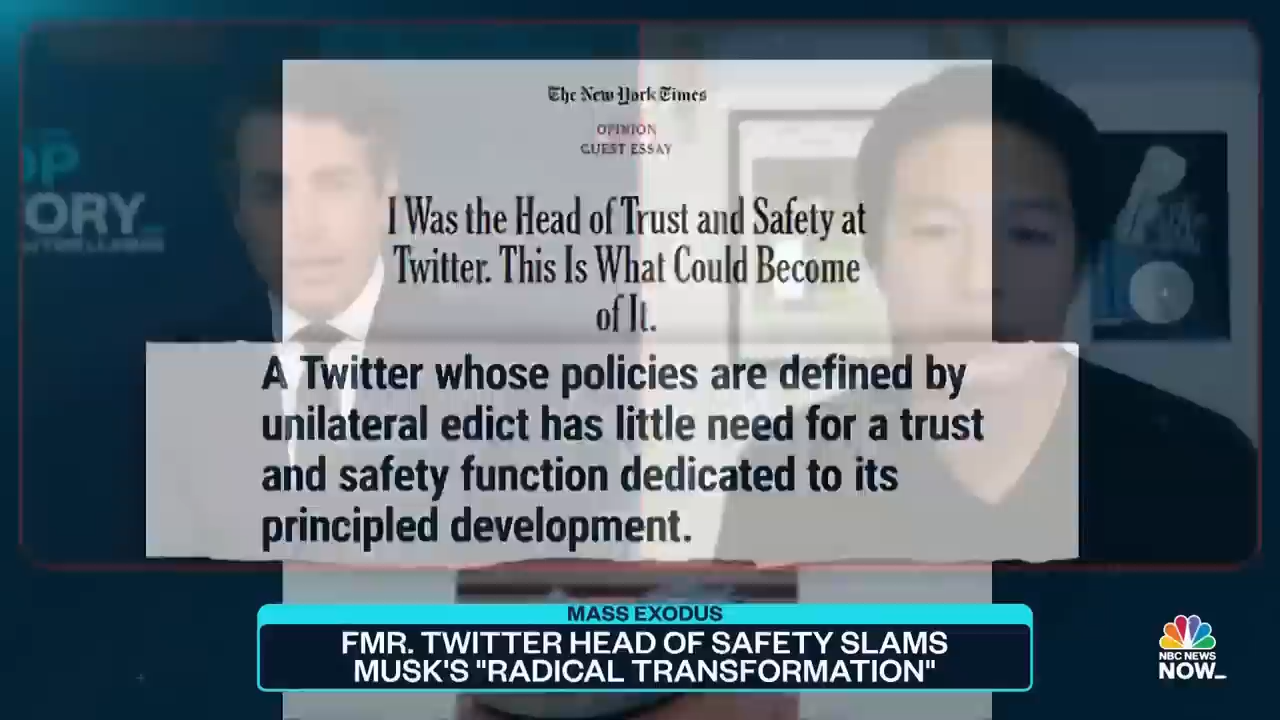 The New York Times
OPINION
GUEST ESSAY
I Was the Head of Trust and Safety at
Twitter. This Is What Could Become
of It.
A Twitter whose policies are defined by
unilateral edict has little need for a trust
and safety function dedicated to its
principled development.
OP
ORY_
MASS EXODUS
FMR. TWITTER HEAD OF SAFETY SLAMS
MUSK'S "RADICAL TRANSFORMATION"
NBC NEWS
NOW_